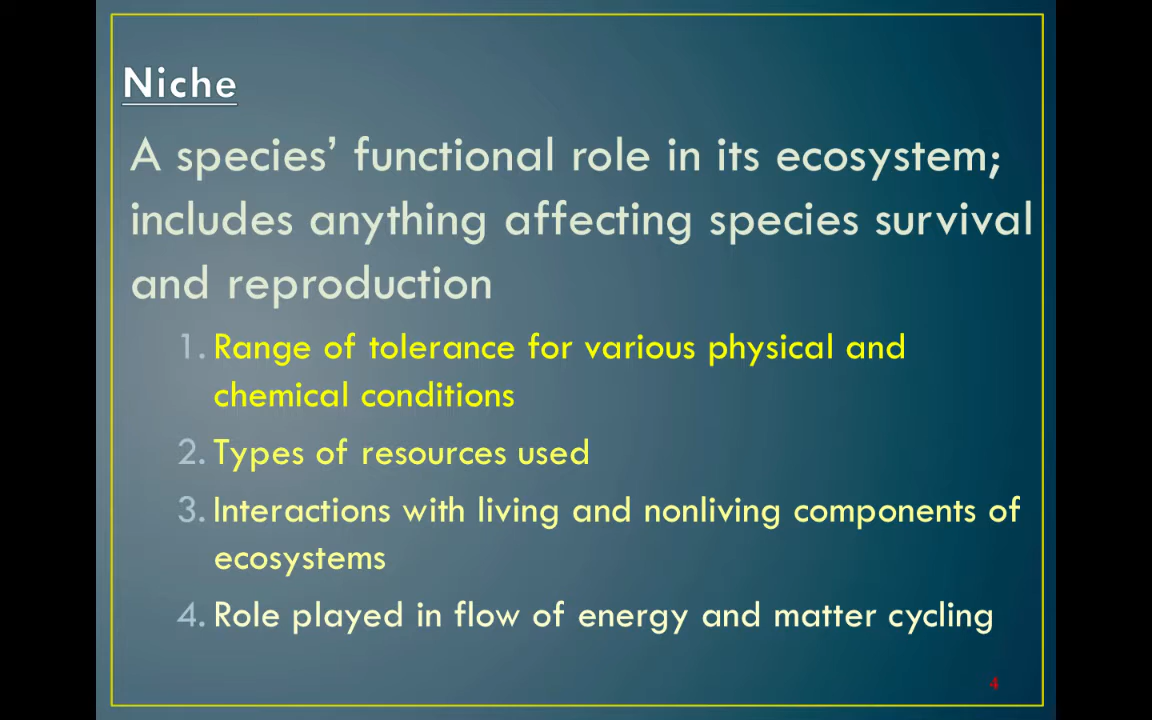 Niche
A species’ functional role in its ecosystem;
includes anything affecting species survival
and reproduction
1. Range of tolerance for various physical and
chemical conditions
2. Types of resources used
3. Interactions with living and nonliving components of
ecosystems
4. Role played in flow of energy and matter cycling
4